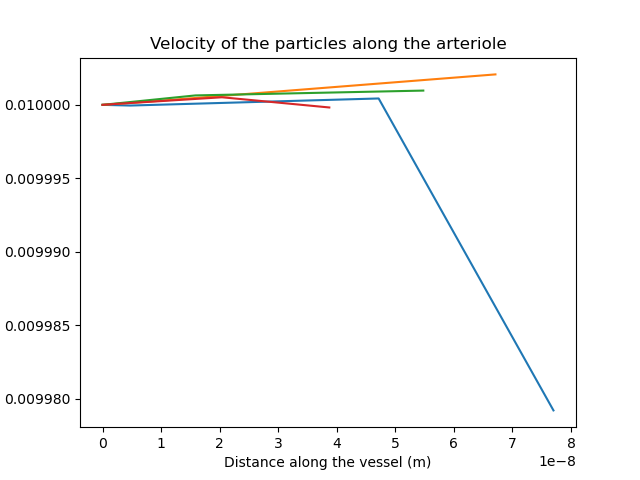 Velocity of the particles along the arteriole
0.010000
0.009995
0.009990
0.009985
0.009980
0 1 2 3 4 5 6 7 8
Distance along the vessel (m)
1e−8